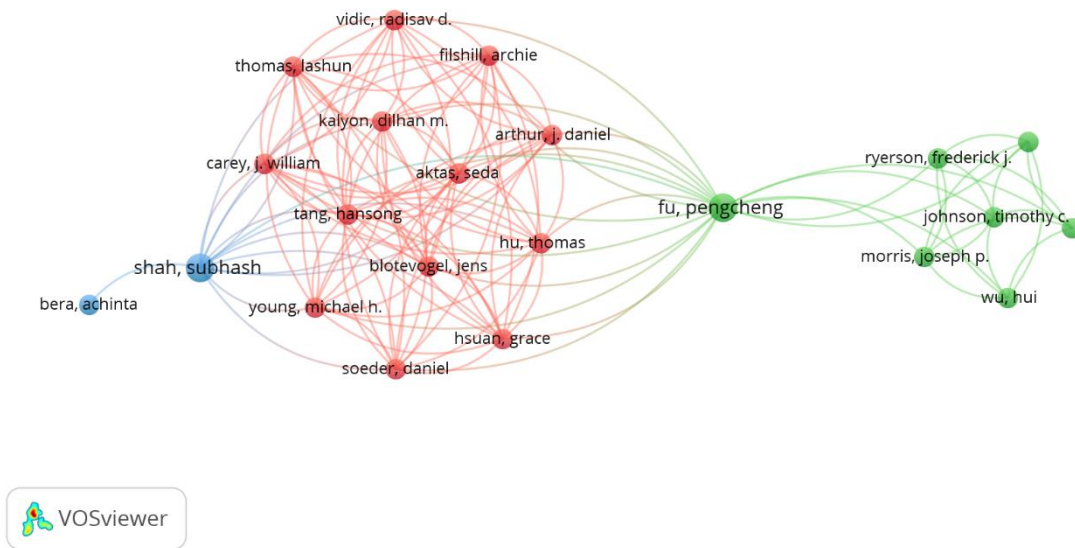 vidic, radisav d.
filshill, archie
thomas, lashun
kalyon, dilhan m.
arthur, j. daniel
ryerson, frederick j.
carey, j. william
aktas, seda
fu, pengcheng
tang, hansong
johnson, timothy c.
hu, thomas
morris, joseph p.
shah, subhash
blotevogel, jens
bera, achinta
young, michael h.
wu, hui
hsuan, grace
soeder, daniel
VOSviewer